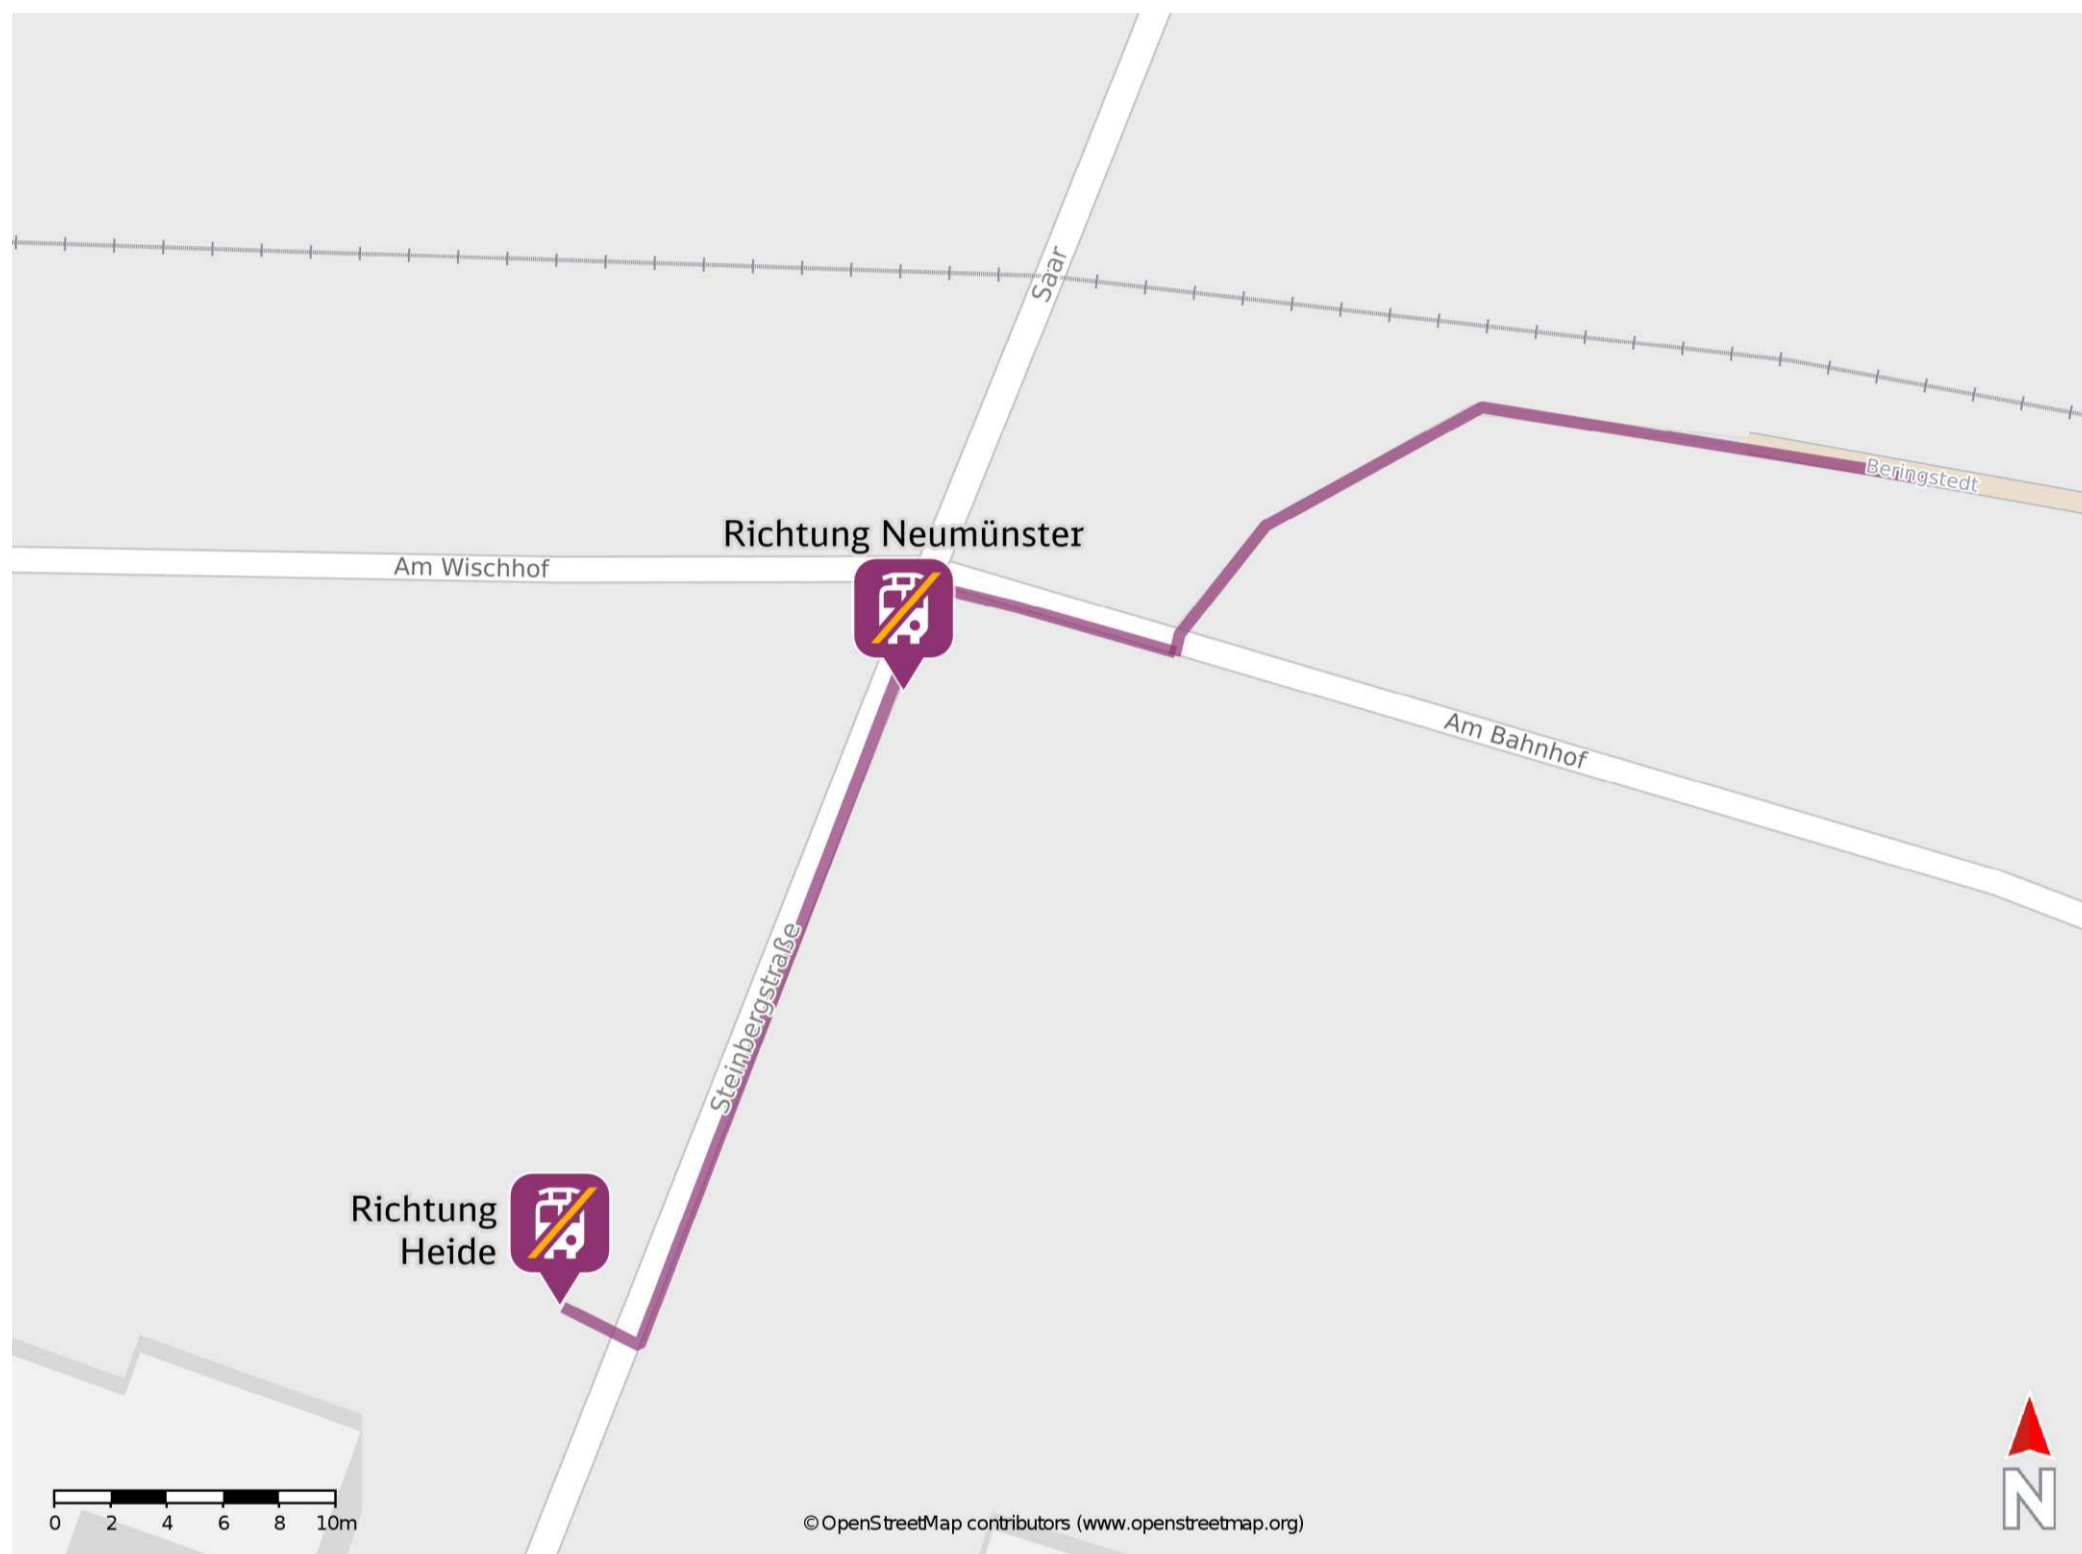 Saar
Beringstedt
Richtung Neumünster
Am Wischhof
Am Bahnhof
Steinbergstraße
Richtung
Heide
N
0 2 4 6 8 10m
©OpenStreetMap contributors (www.openstreetmap.org)